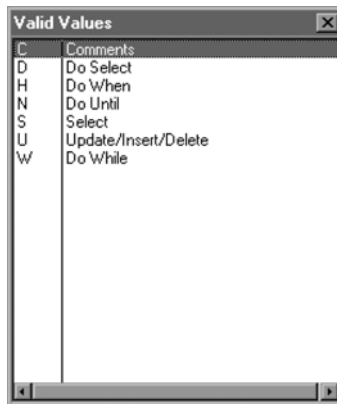 Valid Values
C Comments
D Do Select
H Do When
N Do Until
S Select
U Update/Insert/Delete
W Do While